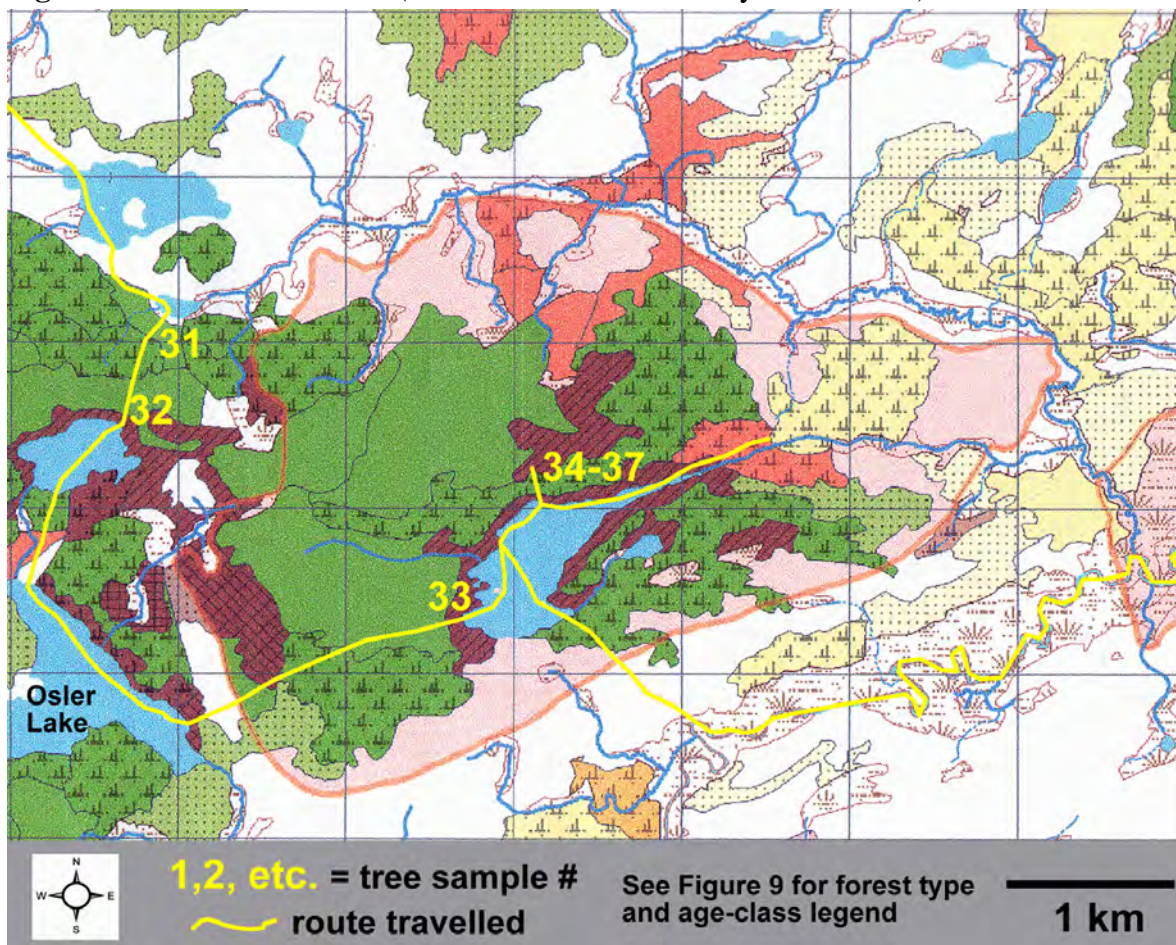 31
32
34-37
33
Osler
Lake
N
W E
S
1,2, etc. = tree sample #
route travelled
See Figure 9 for forest type
and age-class legend
1 km